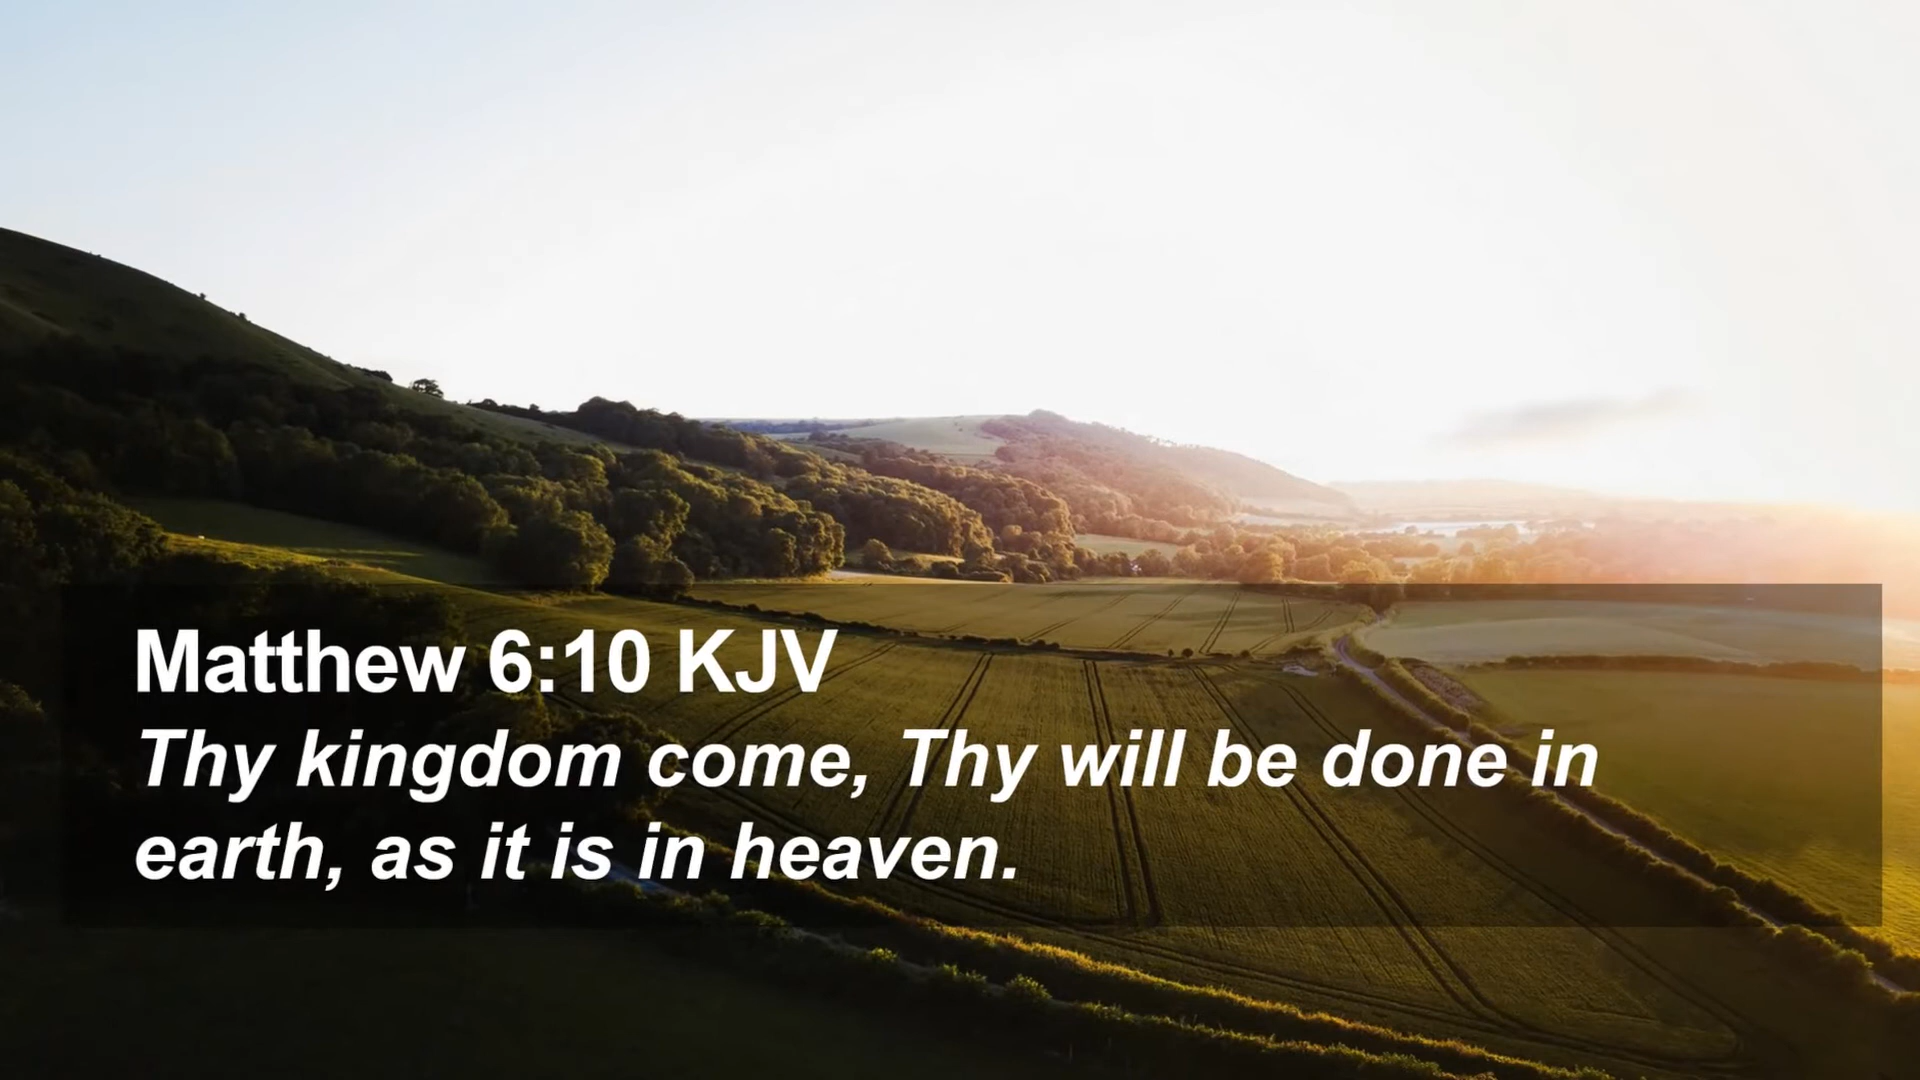 Matthew 6:10 KJV
Thy kingdom come, Thy will be done in
earth, as it is in heaven.